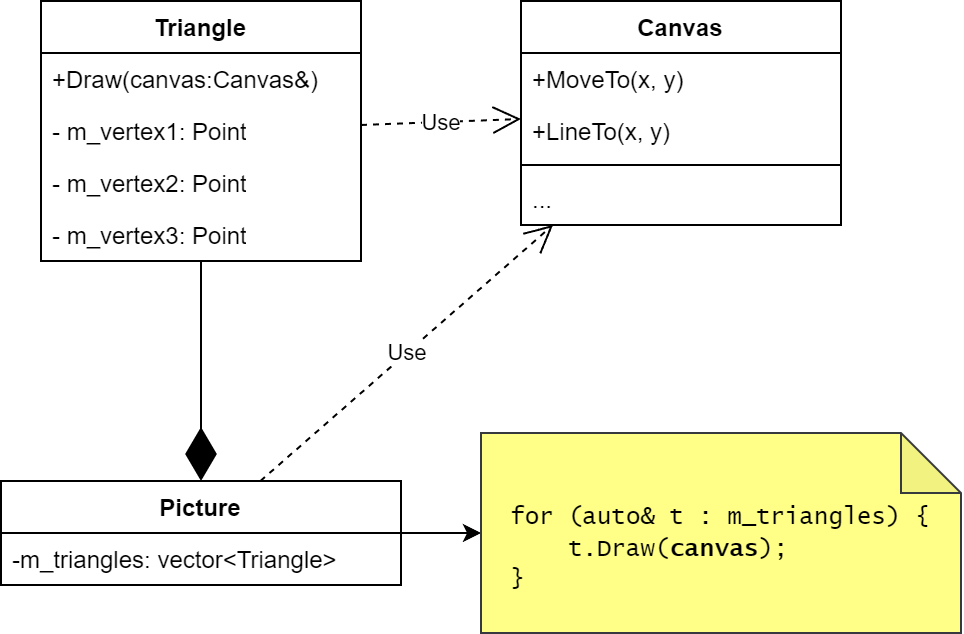 Triangle
+Draw(canvas:Canvas&)
- m_vertex1: Point
- m_vertex2: Point
- m_vertex3: Point
Use
Canvas
+MoveTo(x, y)
+LineTo(x, y)
...
Use
Picture
-m_triangles: vector<Triangle>
for (auto& t : m_triangles) {
    t.Draw(canvas);
}